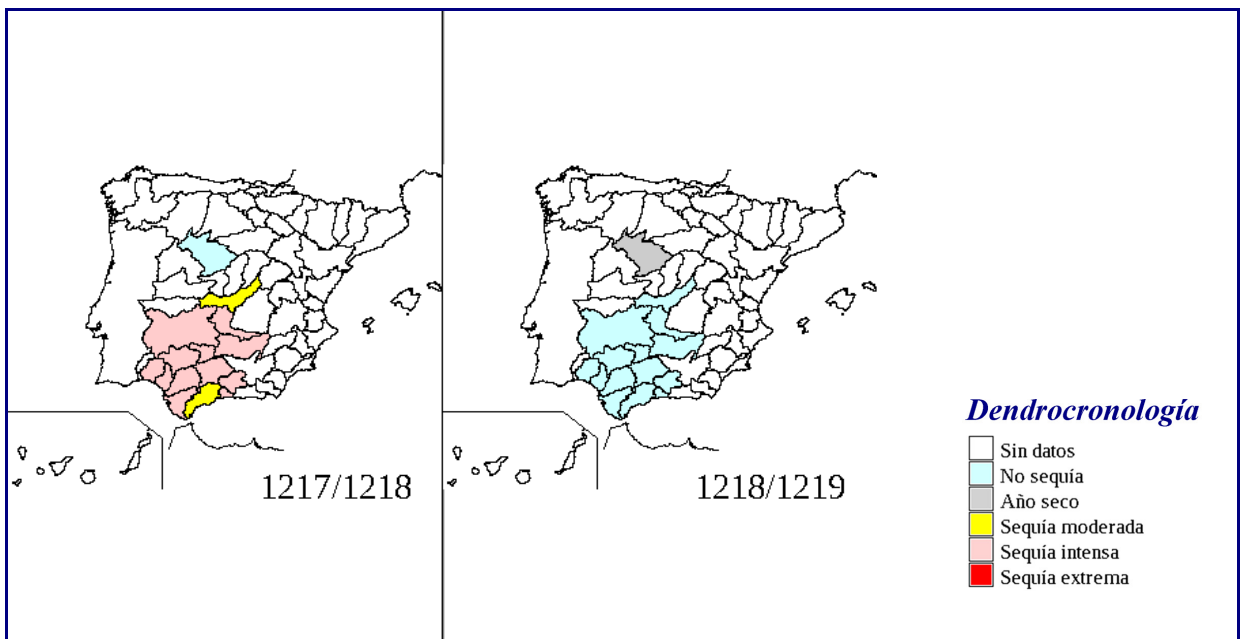 1217/1218
1218/1219
Dendrocronología
Sin datos
No sequía
Año seco
Sequía moderada
Sequía intensa
Sequía extrema